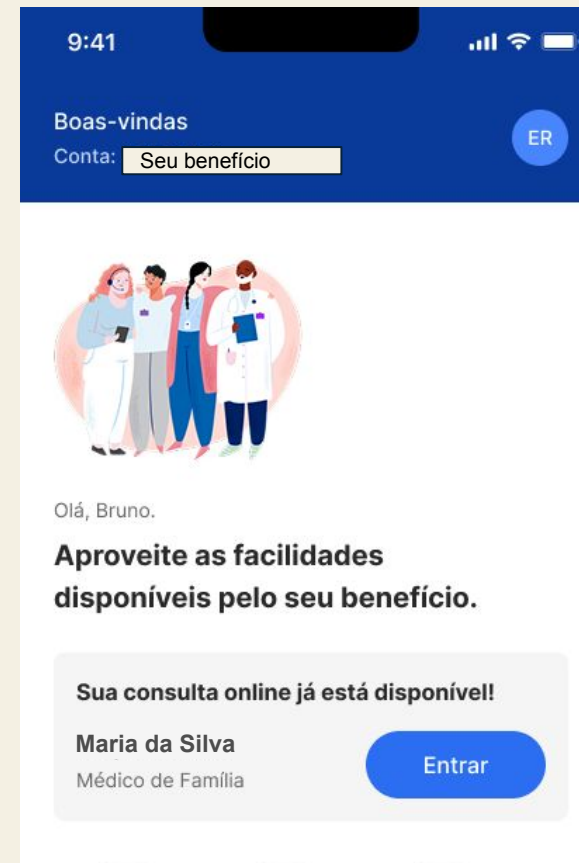 9:41
Boas-vindas
ER
Conta: Seu benefício
Olá, Bruno.
Aproveite as facilidades
disponíveis pelo seu benefício.
Sua consulta online já está disponível!
Maria da Silva
Médico de Família
Entrar